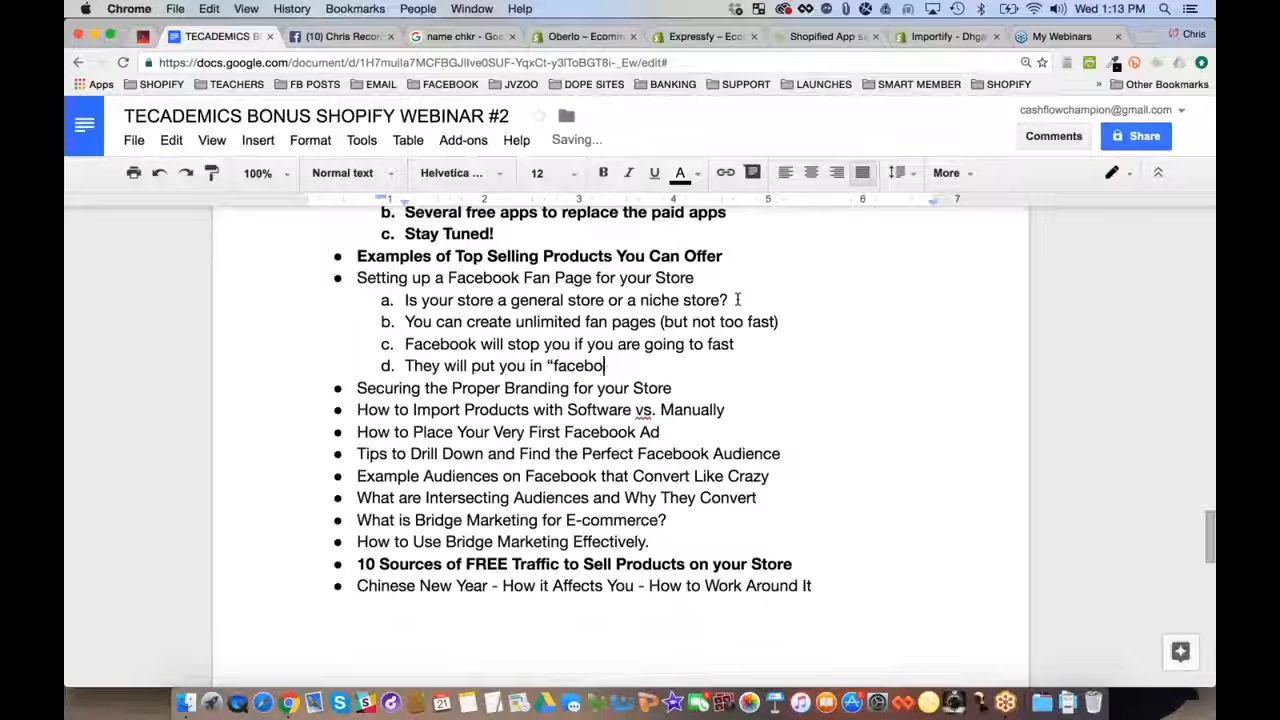 Chrome File Edit View History Bookmarks People Window Help Wed 1:13 PM
TECADEMICS B (10) Chris Recor name chkr - Goo Oberlo – Ecomm Expressfy – Eco Shopified App s Importify - Dhga My Webinars Chris
https://docs.google.com/document/d/
Apps SHOPIFY TEACHERS FB POSTS EMAIL FACEBOOK JVZOO DOPE SITES BANKING SUPPORT LAUNCHES SMART MEMBER SHOPIFY » Other Bookmarks
TECADEMICS BONUS SHOPIFY WEBINAR #2
cashflowchampion@gmail.com
File Edit View Insert Format Tools Table Add-ons Help Saving...
Comments Share
100% Normal text Helvetica ... 12 B I U A More
1 2 3 4 5 6 7
b. Several free apps to replace the paid apps
c. Stay Tuned!
● Examples of Top Selling Products You Can Offer
● Setting up a Facebook Fan Page for your Store
a. Is your store a general store or a niche store?
b. You can create unlimited fan pages (but not too fast)
c. Facebook will stop you if you are going to fast
d. They will put you in “facebo
● Securing the Proper Branding for your Store
● How to Import Products with Software vs. Manually
● How to Place Your Very First Facebook Ad
● Tips to Drill Down and Find the Perfect Facebook Audience
● Example Audiences on Facebook that Convert Like Crazy
● What are Intersecting Audiences and Why They Convert
● What is Bridge Marketing for E-commerce?
● How to Use Bridge Marketing Effectively.
● 10 Sources of FREE Traffic to Sell Products on your Store
● Chinese New Year - How it Affects You - How to Work Around It
21